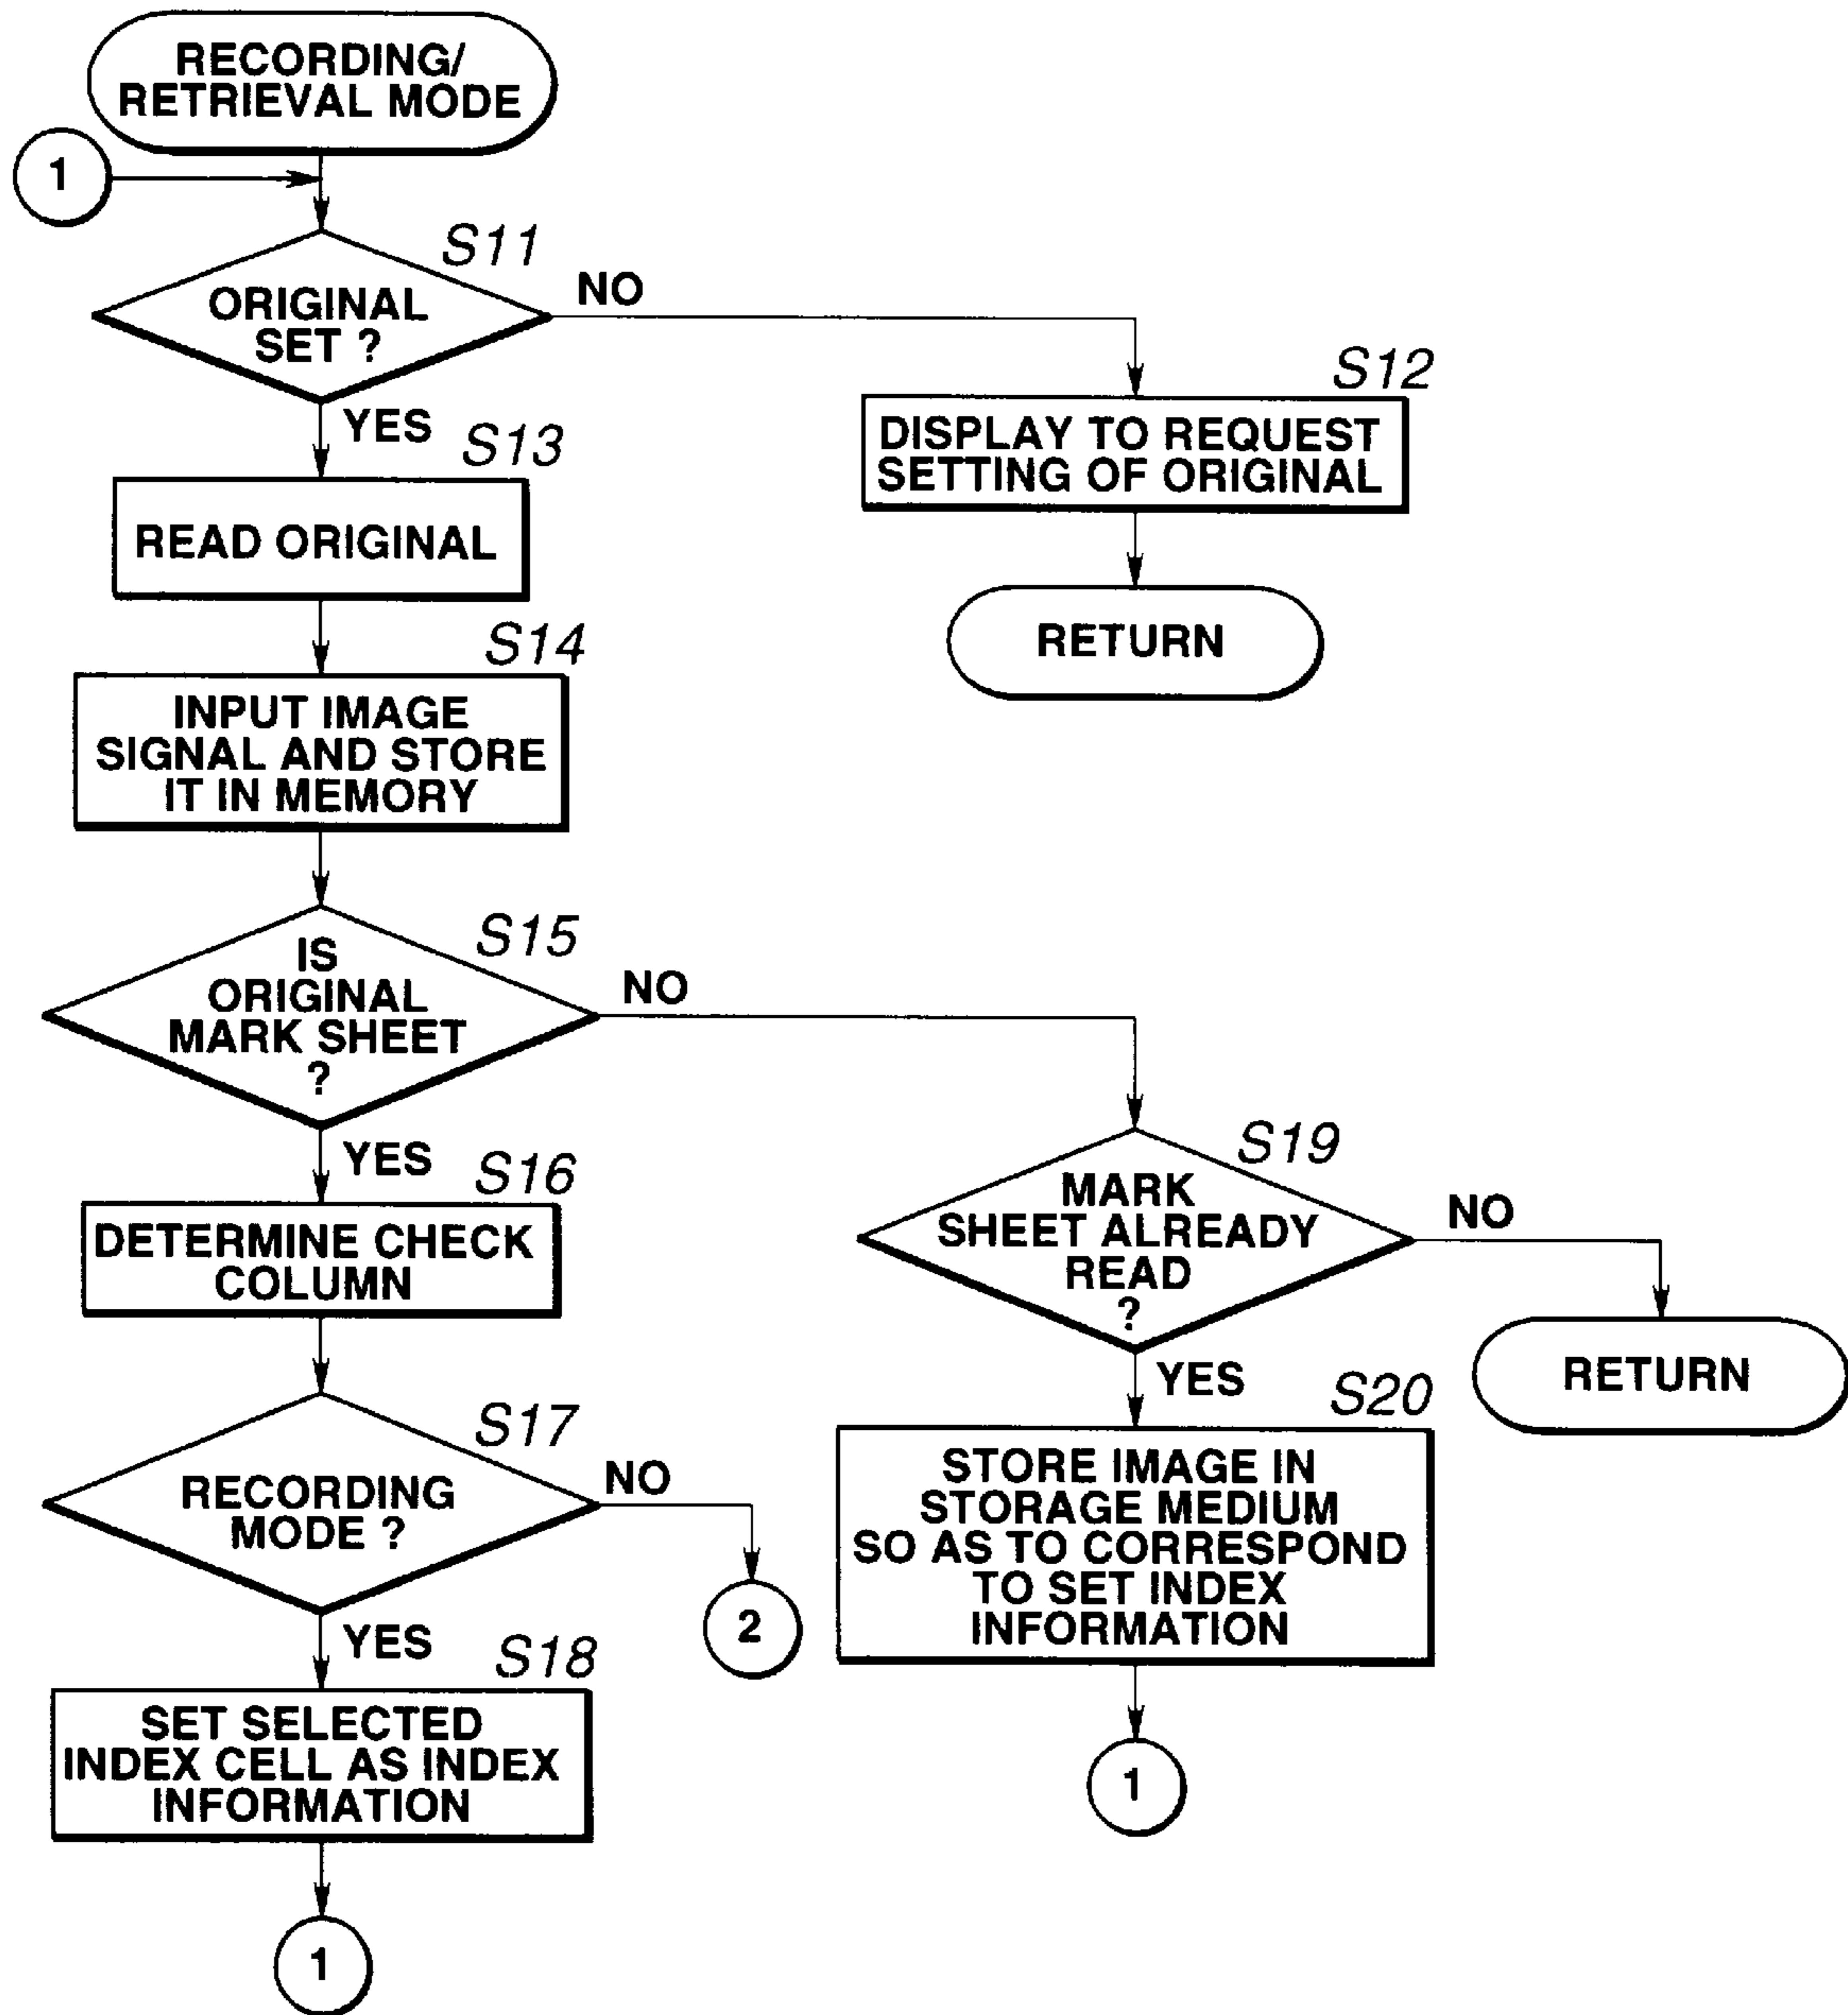 RECORDING/
RETRIEVAL MODE
1
S11
ORIGINAL
SET ?
NO
YES
S12
DISPLAY TO REQUEST
SETTING OF ORIGINAL
RETURN
S13
READ ORIGINAL
S14
INPUT IMAGE
SIGNAL AND STORE
IT IN MEMORY
S15
IS
ORIGINAL
MARK SHEET
?
NO
YES
S16
DETERMINE CHECK
COLUMN
S17
RECORDING
MODE ?
NO
2
YES
S18
SET SELECTED
INDEX CELL AS INDEX
INFORMATION
1
S19
MARK
SHEET ALREADY
READ
?
NO
RETURN
YES
S20
STORE IMAGE IN
STORAGE MEDIUM
SO AS TO CORRESPOND
TO SET INDEX
INFORMATION
1